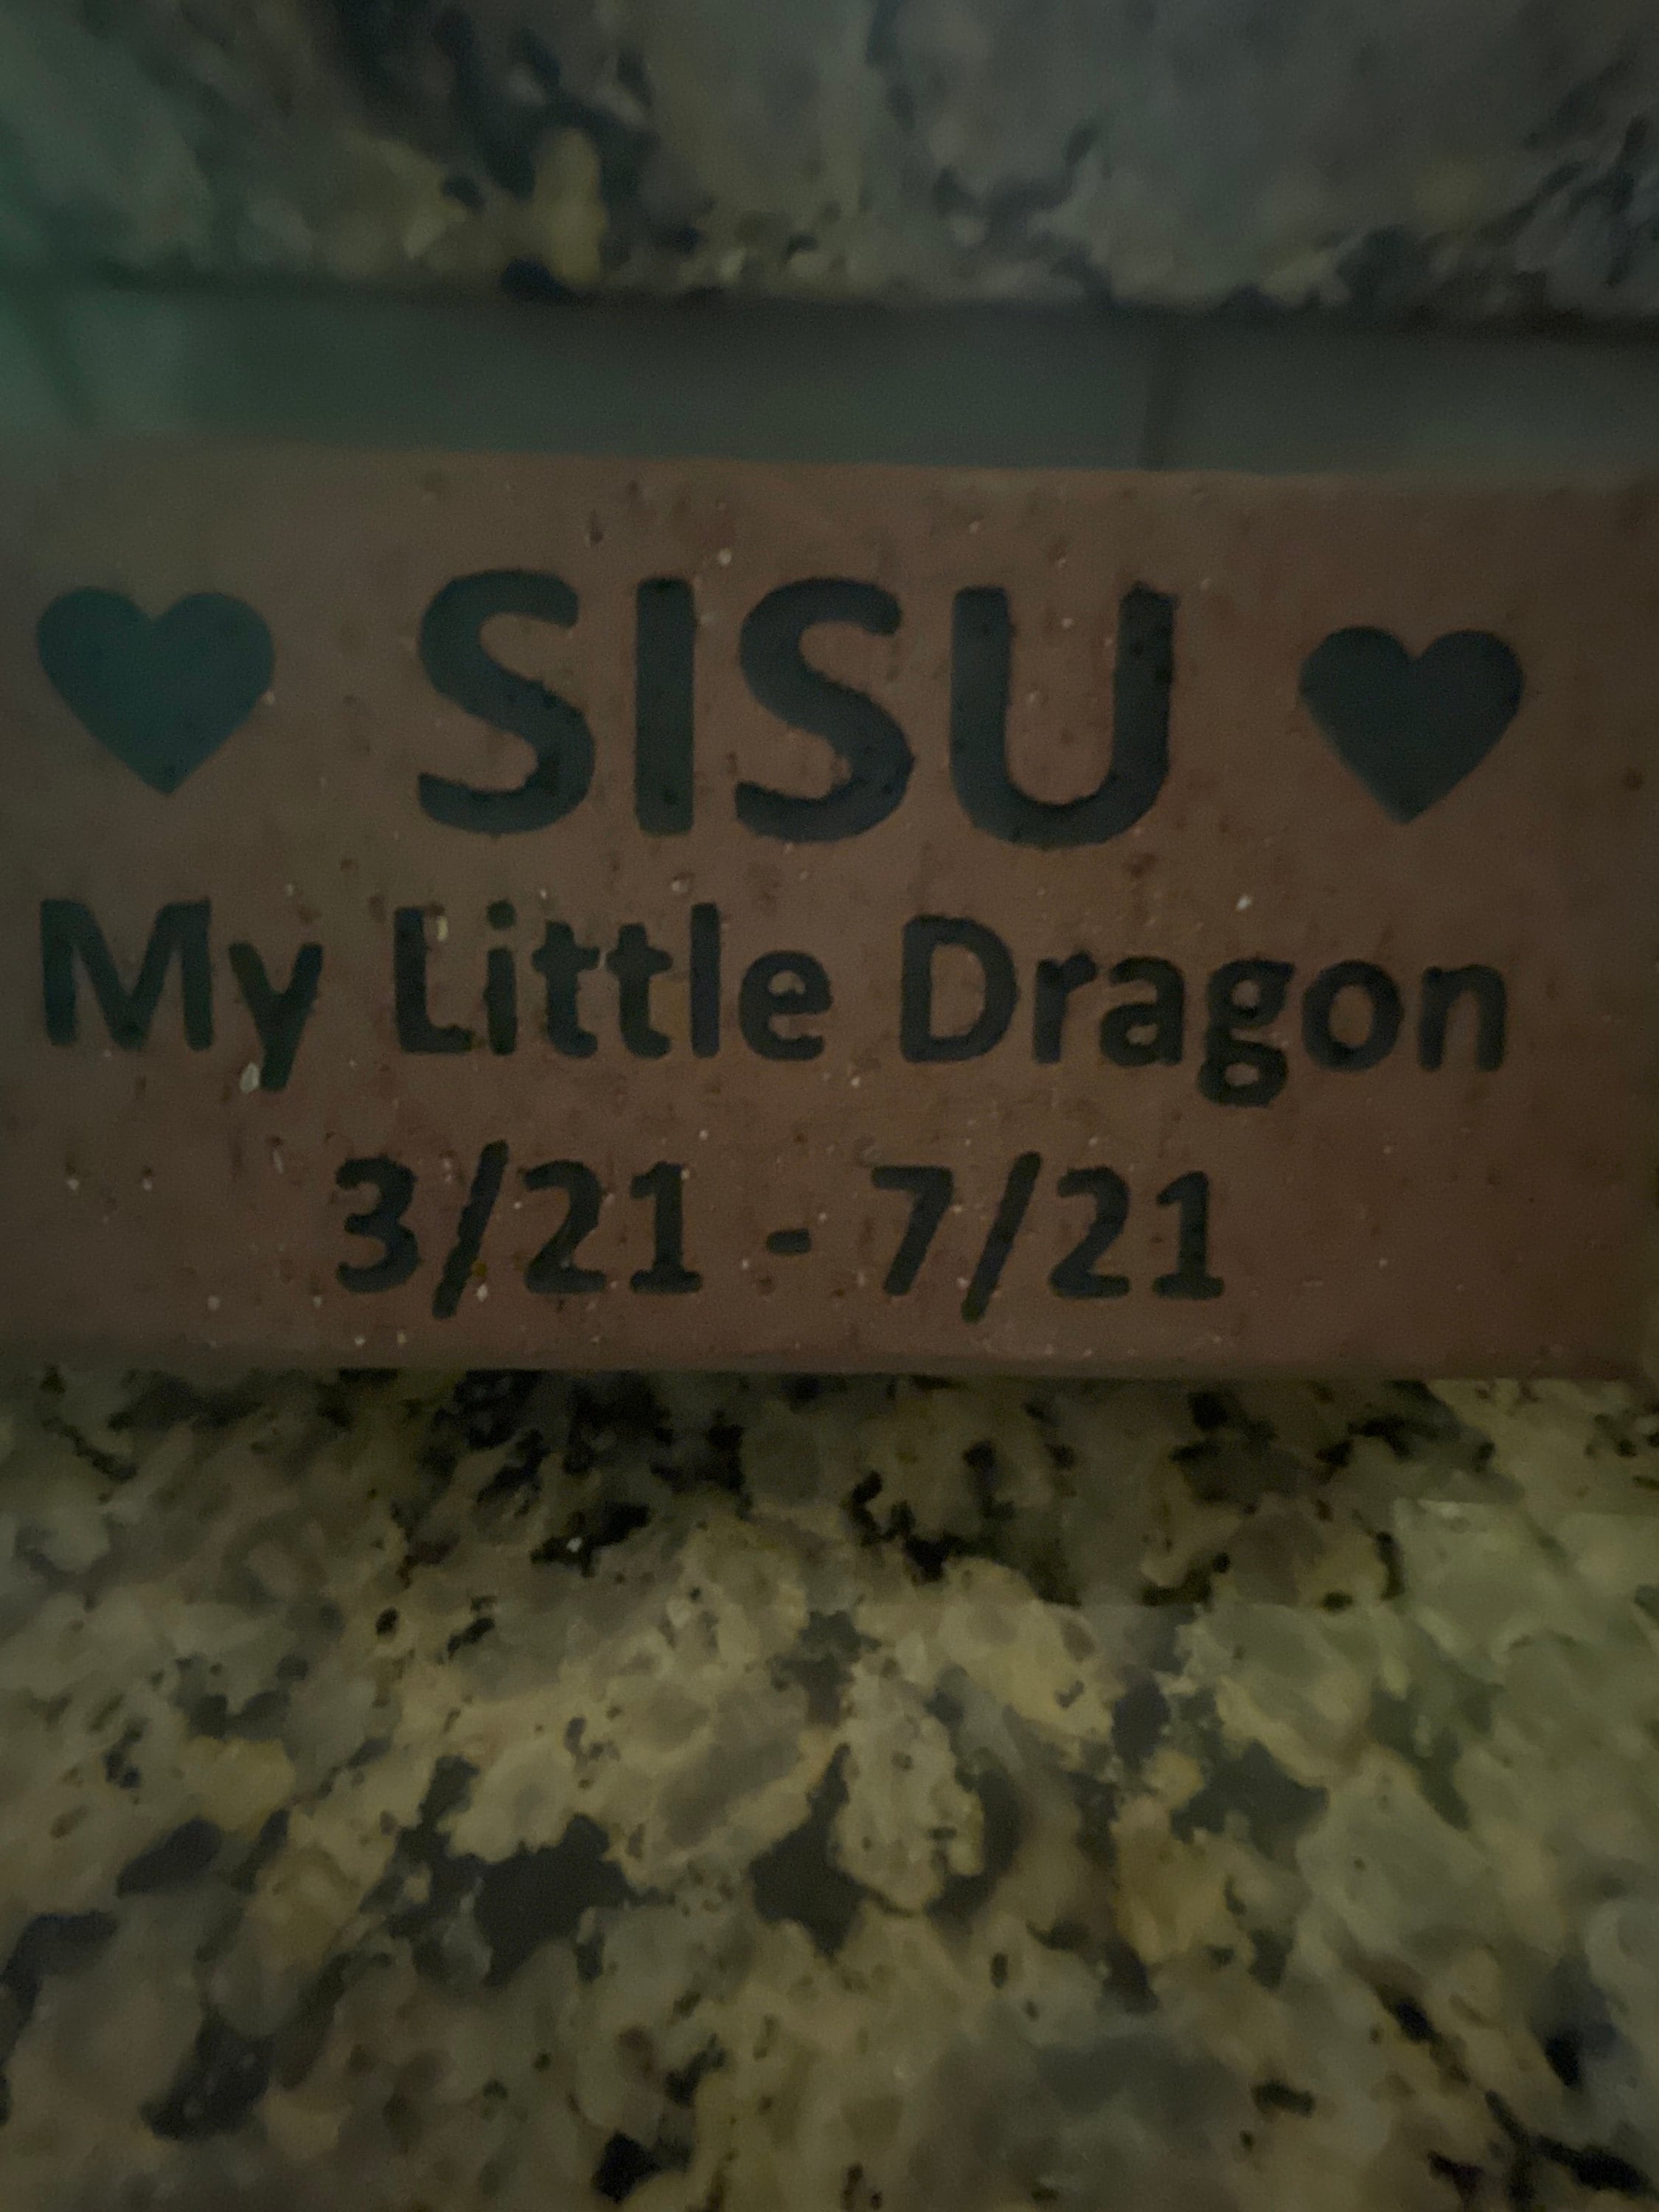 ♥ SISU ♥
My Little Dragon
3/21 - 7/21